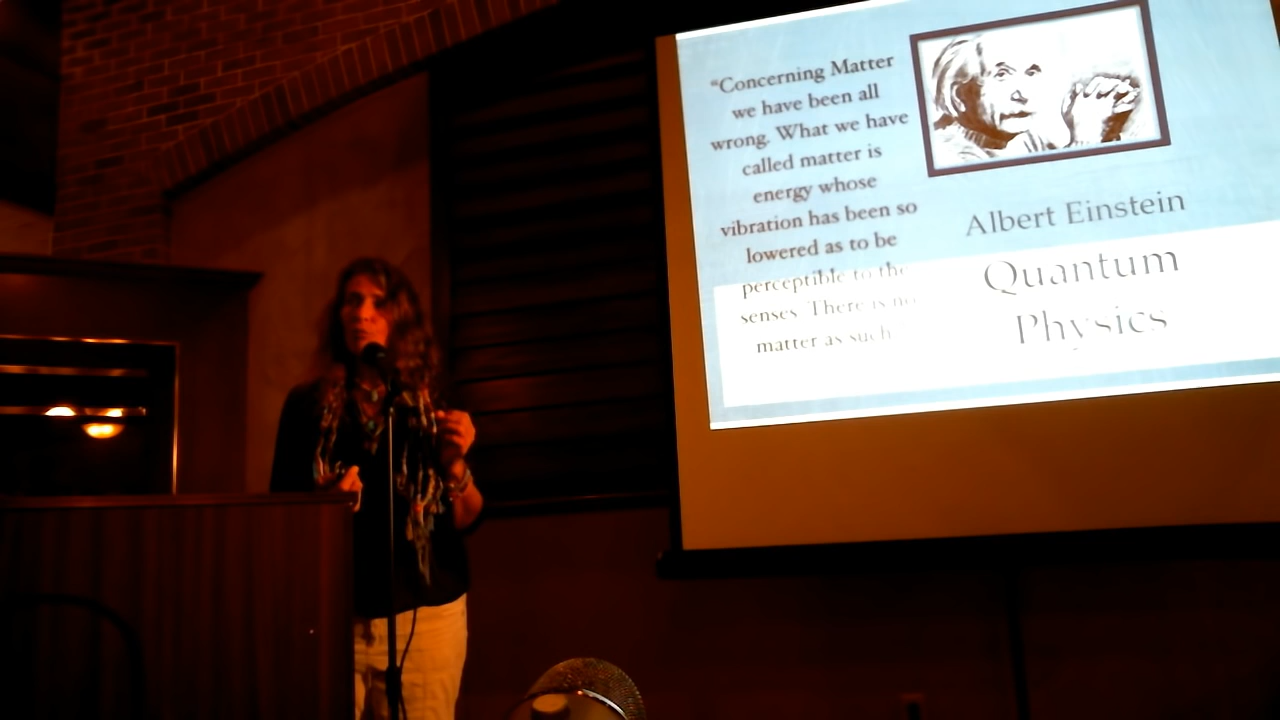 “Concerning Matter
we have been all
wrong. What we have
called matter is
energy whose
vibration has been so
lowered as to be
perceptible to the
senses. There is no
matter as such.”
Albert Einstein
Quantum
Physics